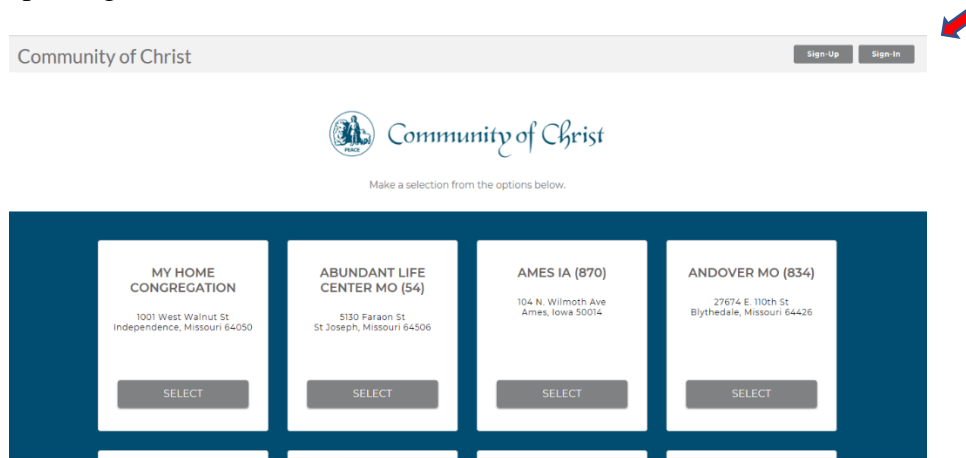 Community of Christ
Sign-Up Sign-In
PEACE
Community of Christ
Make a selection from the options below.
MY HOME
CONGREGATION
1001 West Walnut St
Independence, Missouri 64050
SELECT
ABUNDANT LIFE
CENTER MO (54)
5130 Faraon St
St Joseph, Missouri 64506
SELECT
AMES IA (870)
104 N. Wilmoth Ave
Ames, Iowa 50014
SELECT
ANDOVER MO (834)
27674 E. 110th St
Blythedale, Missouri 64426
SELECT